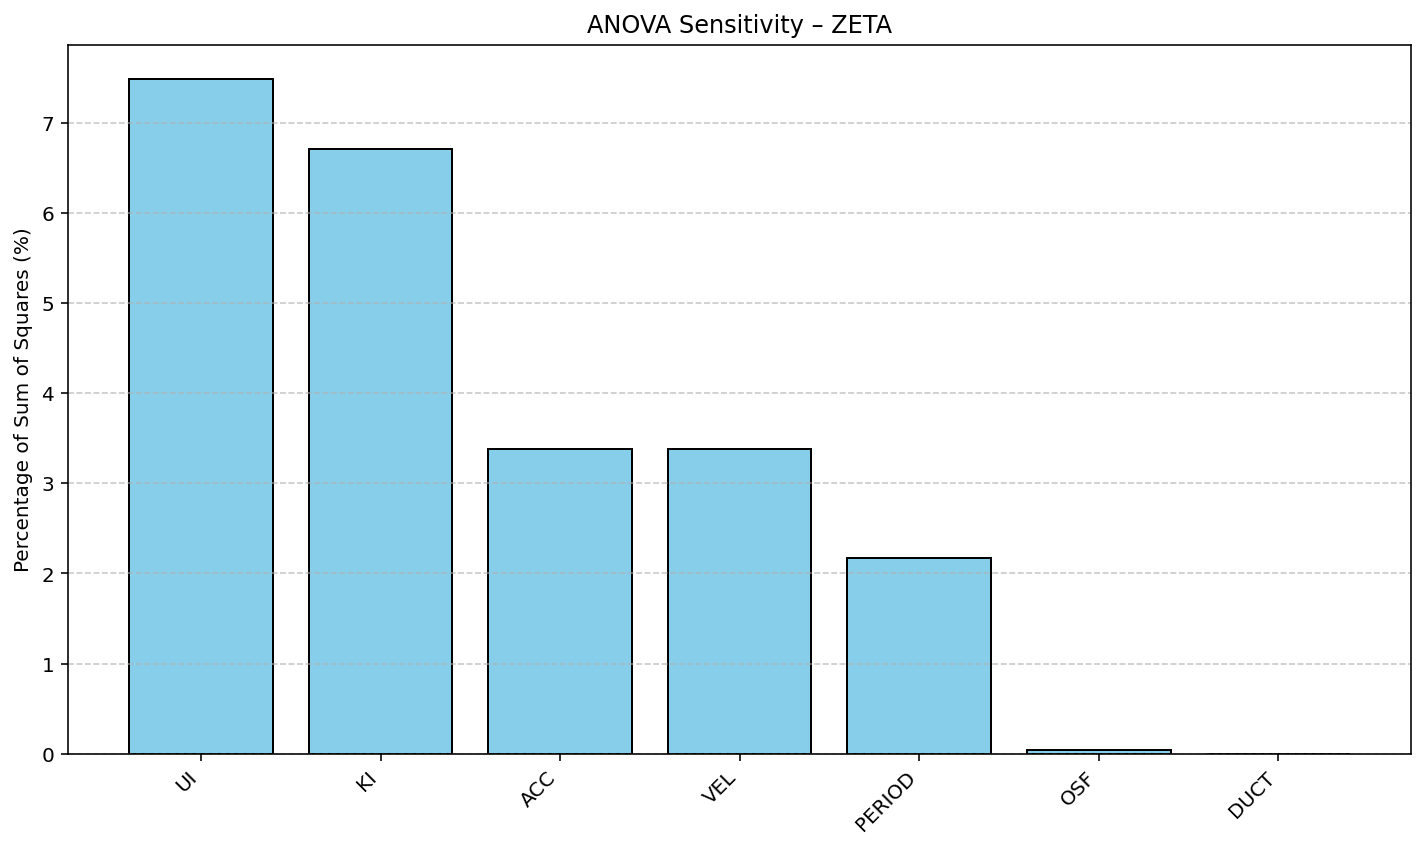 ANOVA Sensitivity – ZETA
Percentage of Sum of Squares (%)
7
6
5
4
3
2
1
0
UI
KI
ACC
VEL
PERIOD
OSF
DUCT